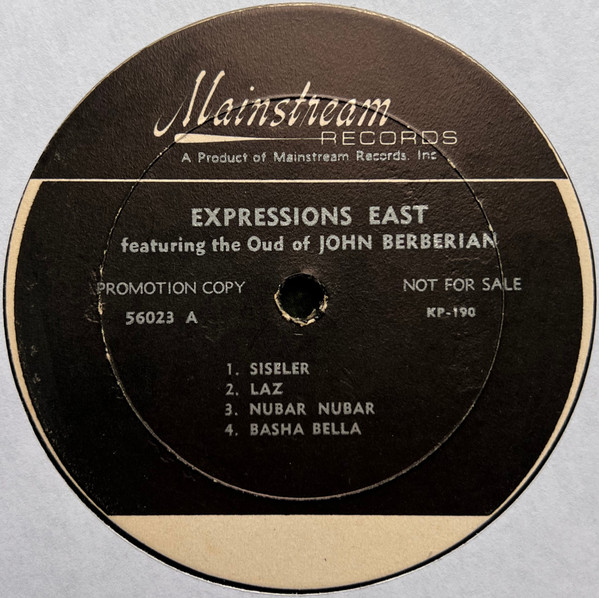 Mainstream
RECORDS
A Product of Mainstream Records, Inc
EXPRESSIONS EAST
featuring the Oud of JOHN BERBERIAN
PROMOTION COPY NOT FOR SALE
56023 A KP-190
1. SISELER
2. LAZ
3. NUBAR NUBAR
4. BASHA BELLA